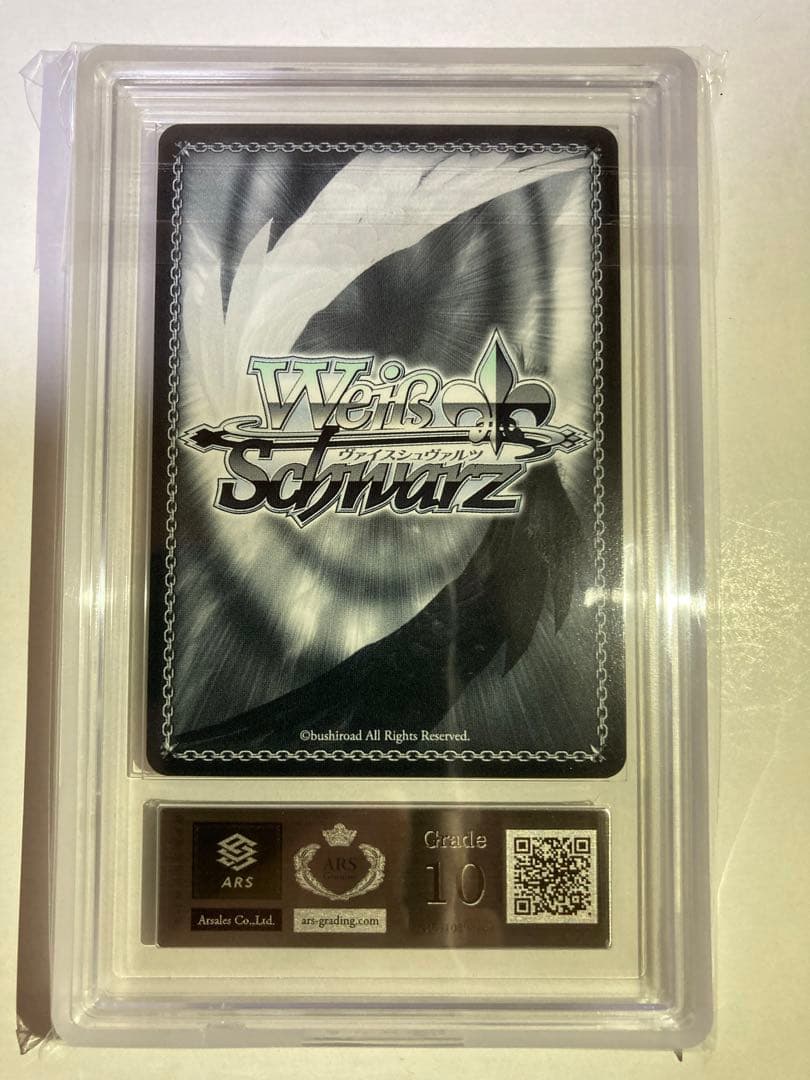 Weiß
ヴァイスシュヴァルツ
Schwarz
©bushiroad All Rights Reserved.
ARS
Arsales Co.,Ltd.
ARS
ars-grading.com
Grade
10